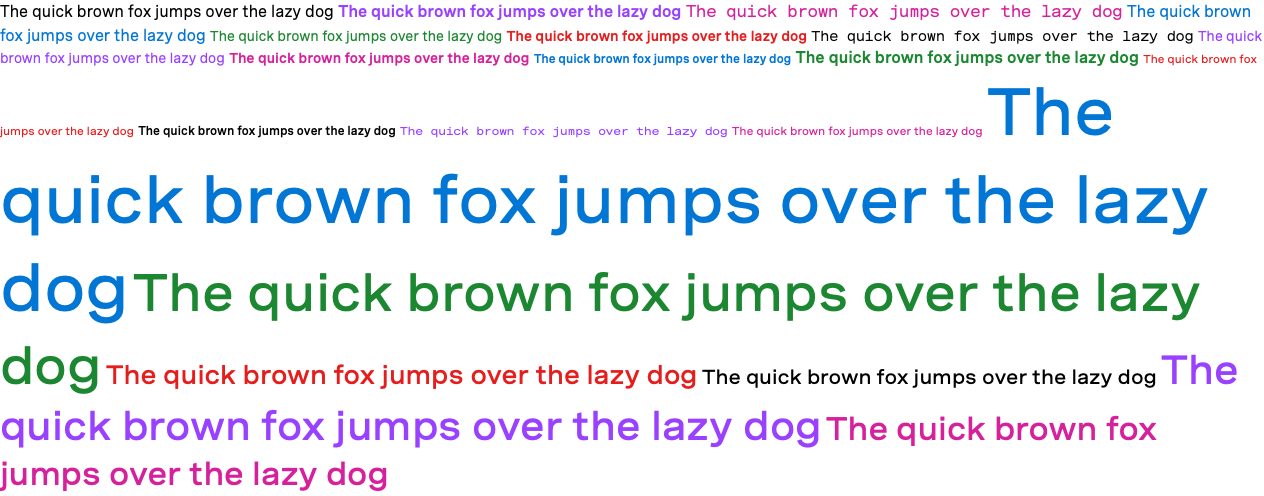 The quick brown fox jumps over the lazy dog The quick brown fox jumps over the lazy dog The quick brown fox jumps over the lazy dog The quick brown
fox jumps over the lazy dog The quick brown fox jumps over the lazy dog The quick brown fox jumps over the lazy dog The quick brown fox jumps over the lazy dog The quick
brown fox jumps over the lazy dog The quick brown fox jumps over the lazy dog The quick brown fox jumps over the lazy dog The quick brown fox jumps over the lazy dog The quick brown fox
jumps over the lazy dog The quick brown fox jumps over the lazy dog The quick brown fox jumps over the lazy dog The quick brown fox jumps over the lazy dog The
quick brown fox jumps over the lazy
dog The quick brown fox jumps over the lazy
dog The quick brown fox jumps over the lazy dog The quick brown fox jumps over the lazy dog The
quick brown fox jumps over the lazy dog The quick brown fox
jumps over the lazy dog